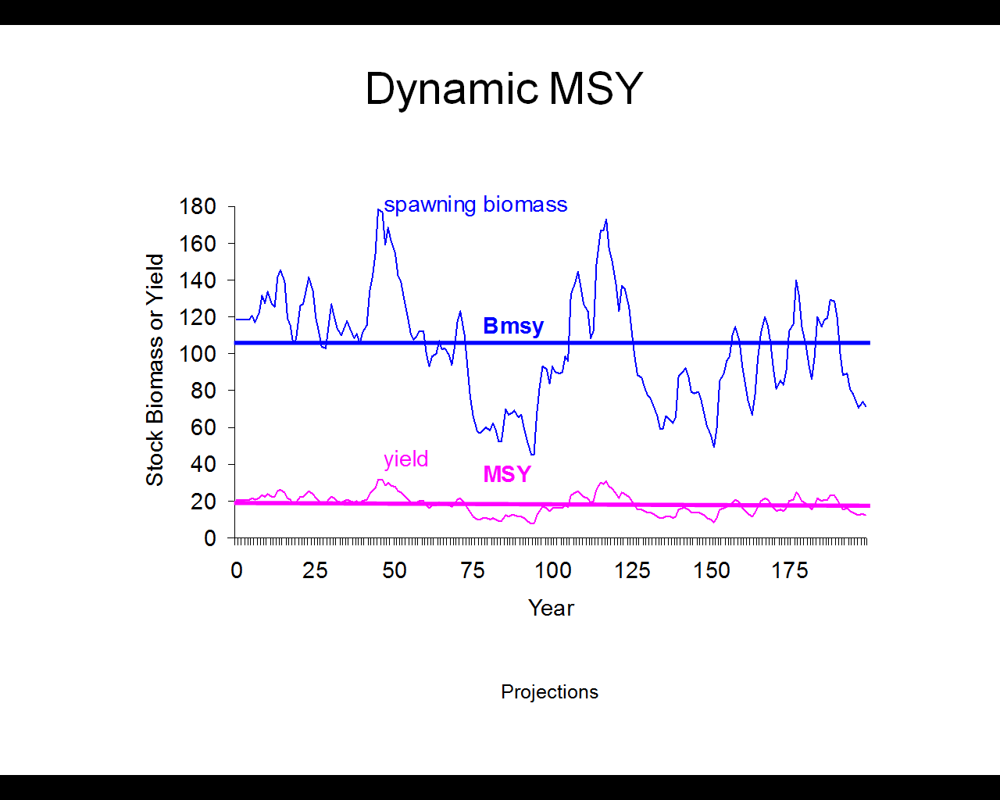 Dynamic MSY
spawning biomass
Bmsy
yield
MSY
Stock Biomass or Yield
180
160
140
120
100
80
60
40
20
0
0 25 50 75 100 125 150 175
Year
Projections